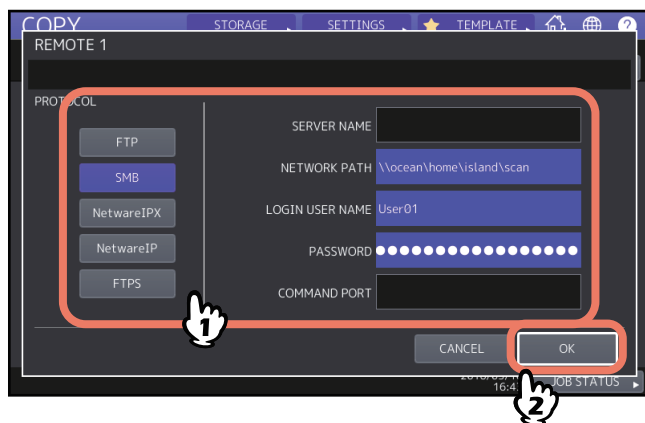 COPY STORAGE SETTINGS TEMPLATE ?
REMOTE 1
PROTOCOL
FTP
SMB
NetwareIPX
NetwareIP
FTPS
SERVER NAME
NETWORK PATH \\ocean\home\island\scan
LOGIN USER NAME User01
PASSWORD ●●●●●●●●●●●●●●●●●
COMMAND PORT
1
CANCEL OK
16:4
JOB STATUS
2